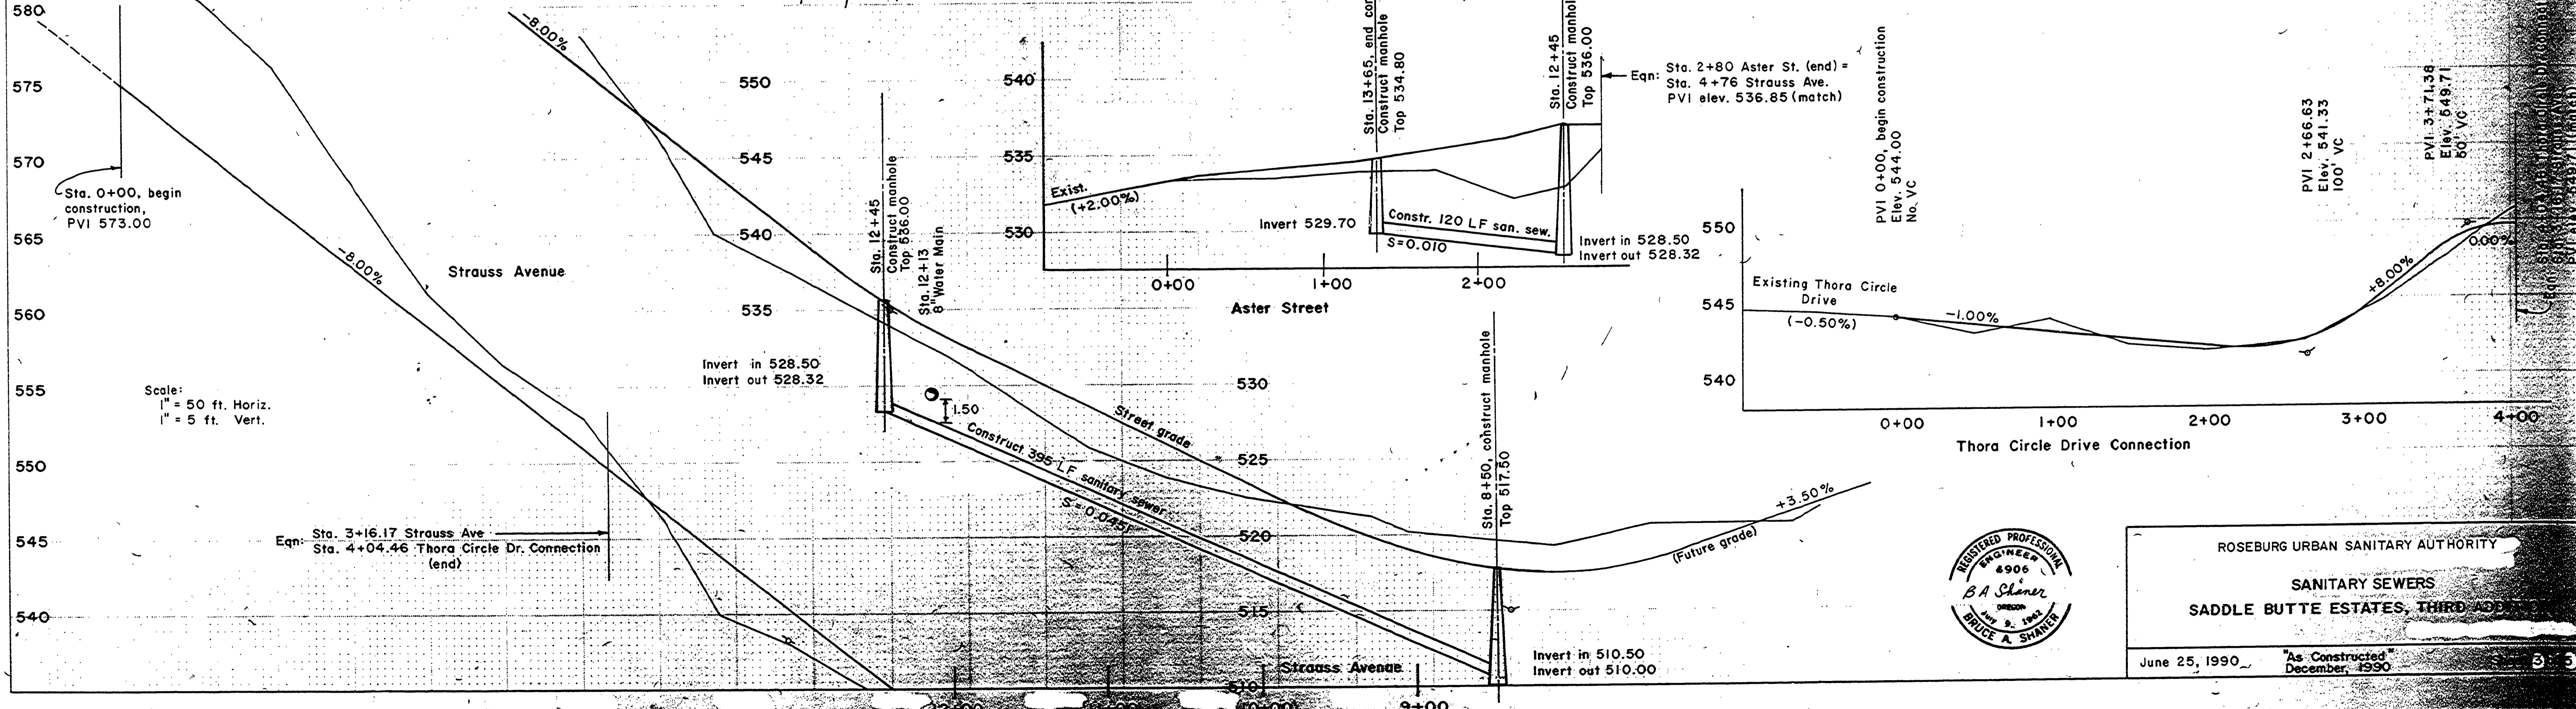 580
575
570
565
560
555
550
545
540
-8.00%
Sta. 0+00, begin
construction,
PVI 573.00
-8.00%
Strauss Avenue
Scale:
1" = 50 ft. Horiz.
1" = 5 ft. Vert.
Eqn: Sta. 3+16.17 Strauss Ave
Sta. 4+04.46 Thora Circle Dr. Connection
(end)
550
545
540
535
530
525
520
515
510
Sta. 12+45
Construct manhole
Top 536.00
Sta. 12+13
8" Water Main
Invert in 528.50
Invert out 528.32
1.50
Street grade
Construct 395 LF sanitary sewer
S = 0.0451
Sta. 8+50, construct manhole
Top 517.50
+3.50%
(Future grade)
Invert in 510.50
Invert out 510.00
Strauss Avenue
9+00
540
535
530
Exist.
(+2.00%)
Sta. 13+65, end
Construct manhole
Top 534.80
Sta. 12+45
Construct manhole
Top 536.00
Eqn: Sta. 2+80 Aster St. (end) =
Sta. 4+76 Strauss Ave.
PVI elev. 536.85 (match)
Invert 529.70
Constr. 120 LF san. sew.
S=0.010
Invert in 528.50
Invert out 528.32
0+00
1+00
2+00
Aster Street
PVI 0+00, begin construction
Elev. 544.00
No VC
PVI 2+66.63
Elev. 541.33
100' VC
PVI 3+71.38
Elev. 549.71
50' VC
550
545
540
Existing Thora Circle
Drive
(-0.50%)
-1.00%
+8.00%
0.00%
0+00
1+00
2+00
3+00
4+00
Thora Circle Drive Connection
REGISTERED PROFESSIONAL
ENGINEER
4906
B A Shaner
OREGON
July 9, 1962
BRUCE A. SHANER
ROSEBURG URBAN SANITARY AUTHORITY
SANITARY SEWERS
SADDLE BUTTE ESTATES, THIRD
June 25, 1990
"As Constructed"
December, 1990